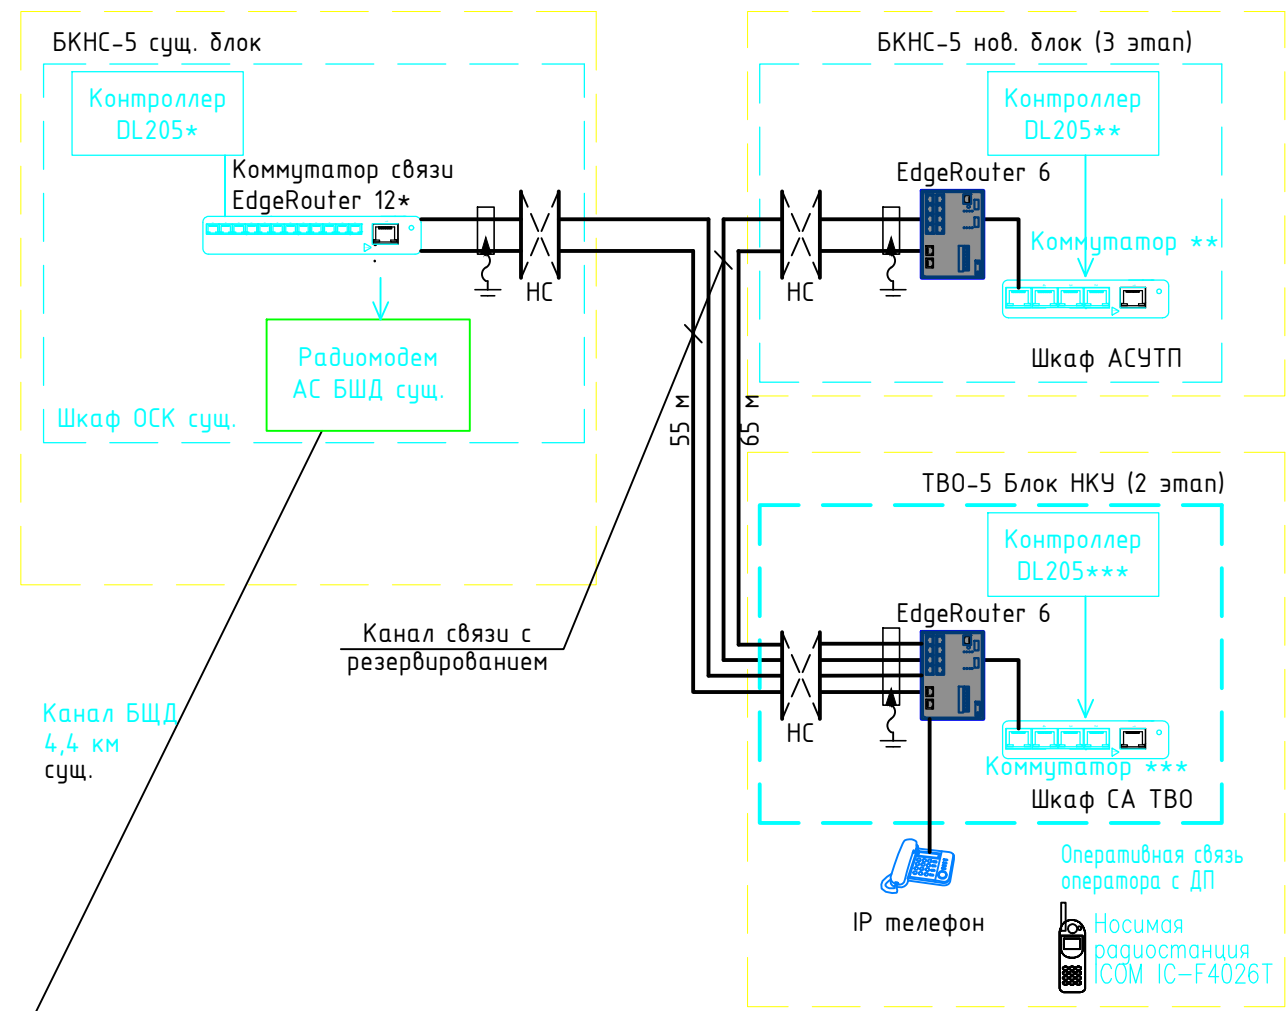 БКНС-5 сущ. блок
Контроллер
DL205*
Коммутатор связи
EdgeRouter 12*
НС
Радиомодем
АС БШД сущ.
Шкаф ОСК сущ.
БКНС-5 нов. блок (3 этап)
Контроллер
DL205**
EdgeRouter 6
Коммутатор **
НС
Шкаф АСУТП
55 м
65 м
ТВО-5 Блок НКУ (2 этап)
Контроллер
DL205***
EdgeRouter 6
Канал связи с
резервированием
НС
Канал БЩД
4,4 км
сущ.
Коммутатор ***
Шкаф СА ТВО
Оперативная связь
оператора с ДП
IP телефон
Носимая
радиостанция
ICOM IC-F4026T